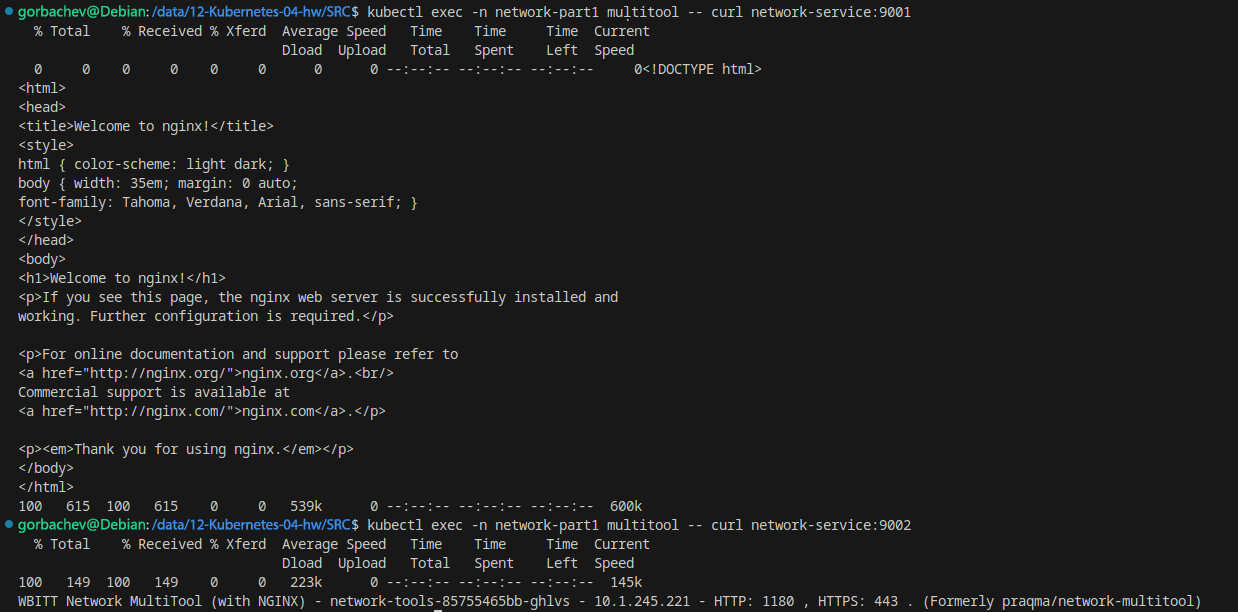 gorbachev@Debian:/data/12-Kubernetes-04-hw/SRC$ kubectl exec -n network-part1 multitool -- curl network-service:9001
  % Total    % Received % Xferd  Average Speed   Time    Time     Time  Current
                                 Dload  Upload   Total   Spent    Left  Speed
  0     0    0     0    0     0      0      0 --:--:-- --:--:-- --:--:--     0<!DOCTYPE html>
<html>
<head>
<title>Welcome to nginx!</title>
<style>
html { color-scheme: light dark; }
body { width: 35em; margin: 0 auto;
font-family: Tahoma, Verdana, Arial, sans-serif; }
</style>
</head>
<body>
<h1>Welcome to nginx!</h1>
<p>If you see this page, the nginx web server is successfully installed and
working. Further configuration is required.</p>

<p>For online documentation and support please refer to
<a href="http://nginx.org/">nginx.org</a>.<br/>
Commercial support is available at
<a href="http://nginx.com/">nginx.com</a>.</p>

<p><em>Thank you for using nginx.</em></p>
</body>
</html>
100   615  100   615    0     0   539k      0 --:--:-- --:--:-- --:--:--  600k
gorbachev@Debian:/data/12-Kubernetes-04-hw/SRC$ kubectl exec -n network-part1 multitool -- curl network-service:9002
  % Total    % Received % Xferd  Average Speed   Time    Time     Time  Current
                                 Dload  Upload   Total   Spent    Left  Speed
100   149  100   149    0     0   223k      0 --:--:-- --:--:-- --:--:--  145k
WBITT Network MultiTool (with NGINX) - network-tools-85755465bb-ghlvs - 10.1.245.221 - HTTP: 1180 , HTTPS: 443 . (Formerly praqma/network-multitool)